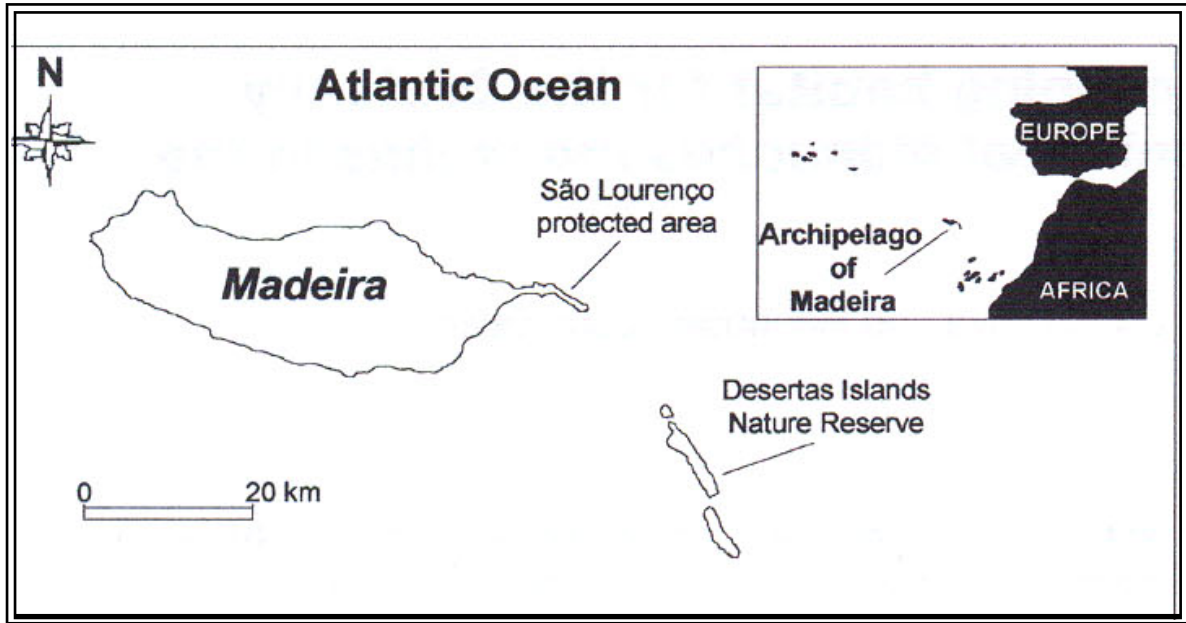 N
Atlantic Ocean
São Lourenço
protected area
Madeira
EUROPE
Archipelago
of
Madeira
AFRICA
Desertas Islands
Nature Reserve
0 20 km